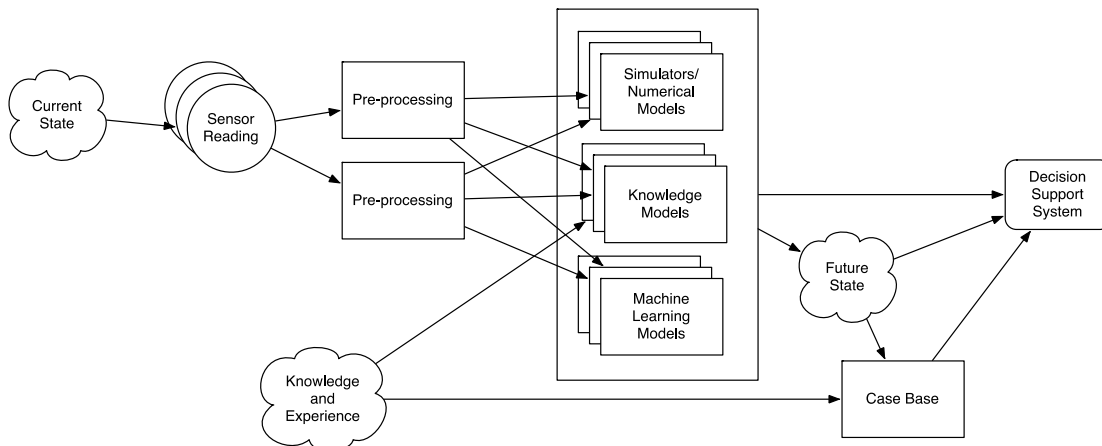 Current
State
Sensor
Reading
Pre-processing
Pre-processing
Simulators/
Numerical
Models
Knowledge
Models
Machine
Learning
Models
Knowledge
and
Experience
Future
State
Case Base
Decision
Support
System